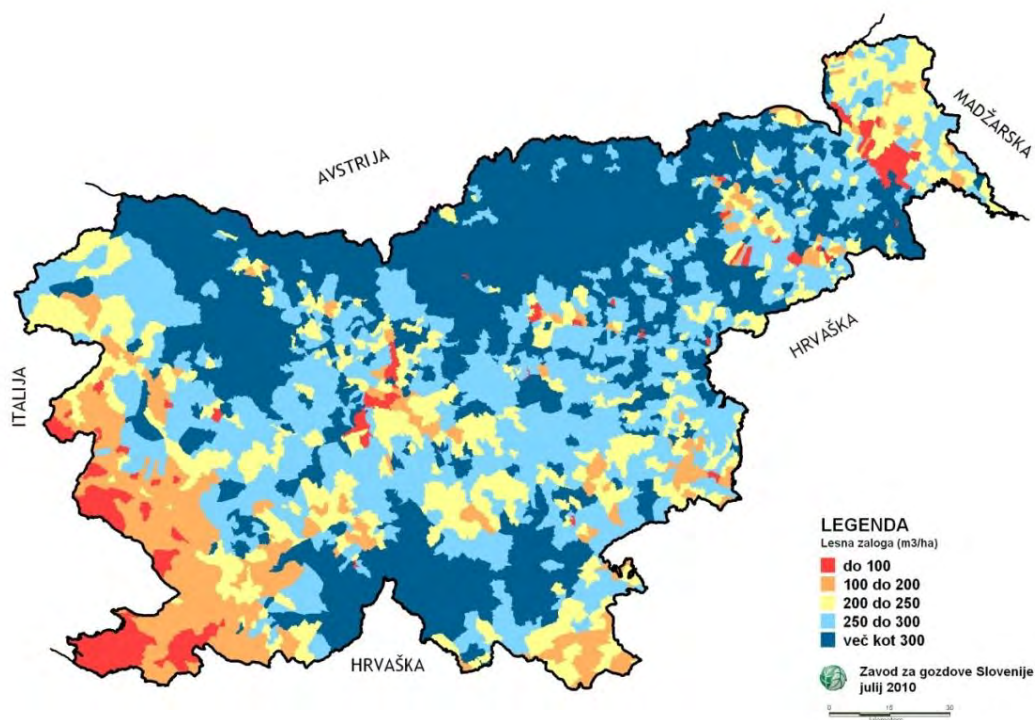 AVSTRIJA
MADŽARSKA
ITALIJA
HRVAŠKA
HRVAŠKA
LEGENDA
Lesna zaloga (m3/ha)
do 100
100 do 200
200 do 250
250 do 300
več kot 300
Zavod za gozdove Slovenije
julij 2010
0 15 30